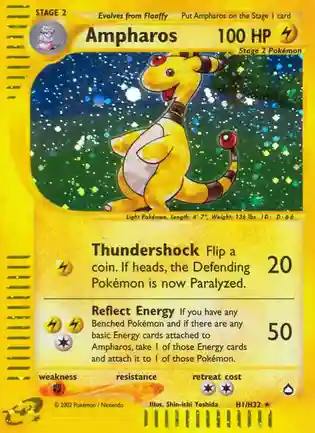 STAGE 2
Evolves from Flaaffy
Put Ampharos on the Stage 1 card
Ampharos
100 HP
Stage 2 Pokémon
Light Pokémon. Length: 4' 7", Weight: 136 lbs.
Thundershock Flip a
coin. If heads, the Defending
Pokémon is now Paralyzed.
20
Reflect Energy If you have any
Benched Pokémon and if there are any
basic Energy cards attached to
Ampharos, take 1 of those Energy cards
and attach it to 1 of those Pokémon.
50
weakness
resistance
retreat cost
© 2002 Pokémon / Nintendo
Illus. Shin-ichi Yoshida
H1/H32 ★